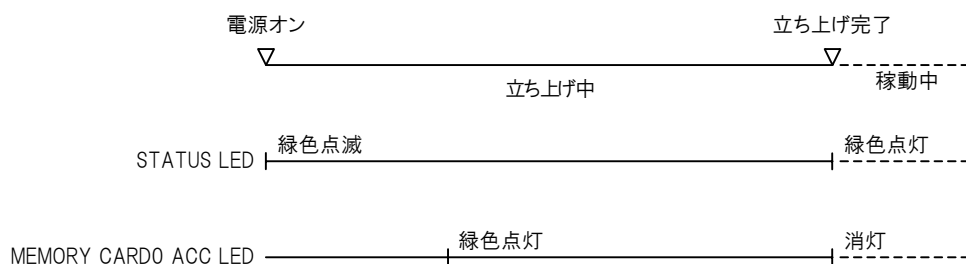 電源オン
立ち上げ完了
立ち上げ中
稼動中
STATUS LED
緑色点滅
緑色点灯
MEMORY CARD0 ACC LED
緑色点灯
消灯